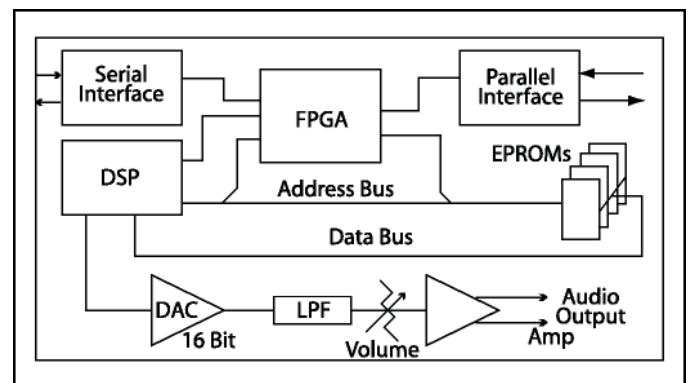 Serial
Interface
FPGA
Parallel
Interface
DSP
EPROMs
Address Bus
Data Bus
DAC
16 Bit
LPF
Volume
Audio
Output
Amp